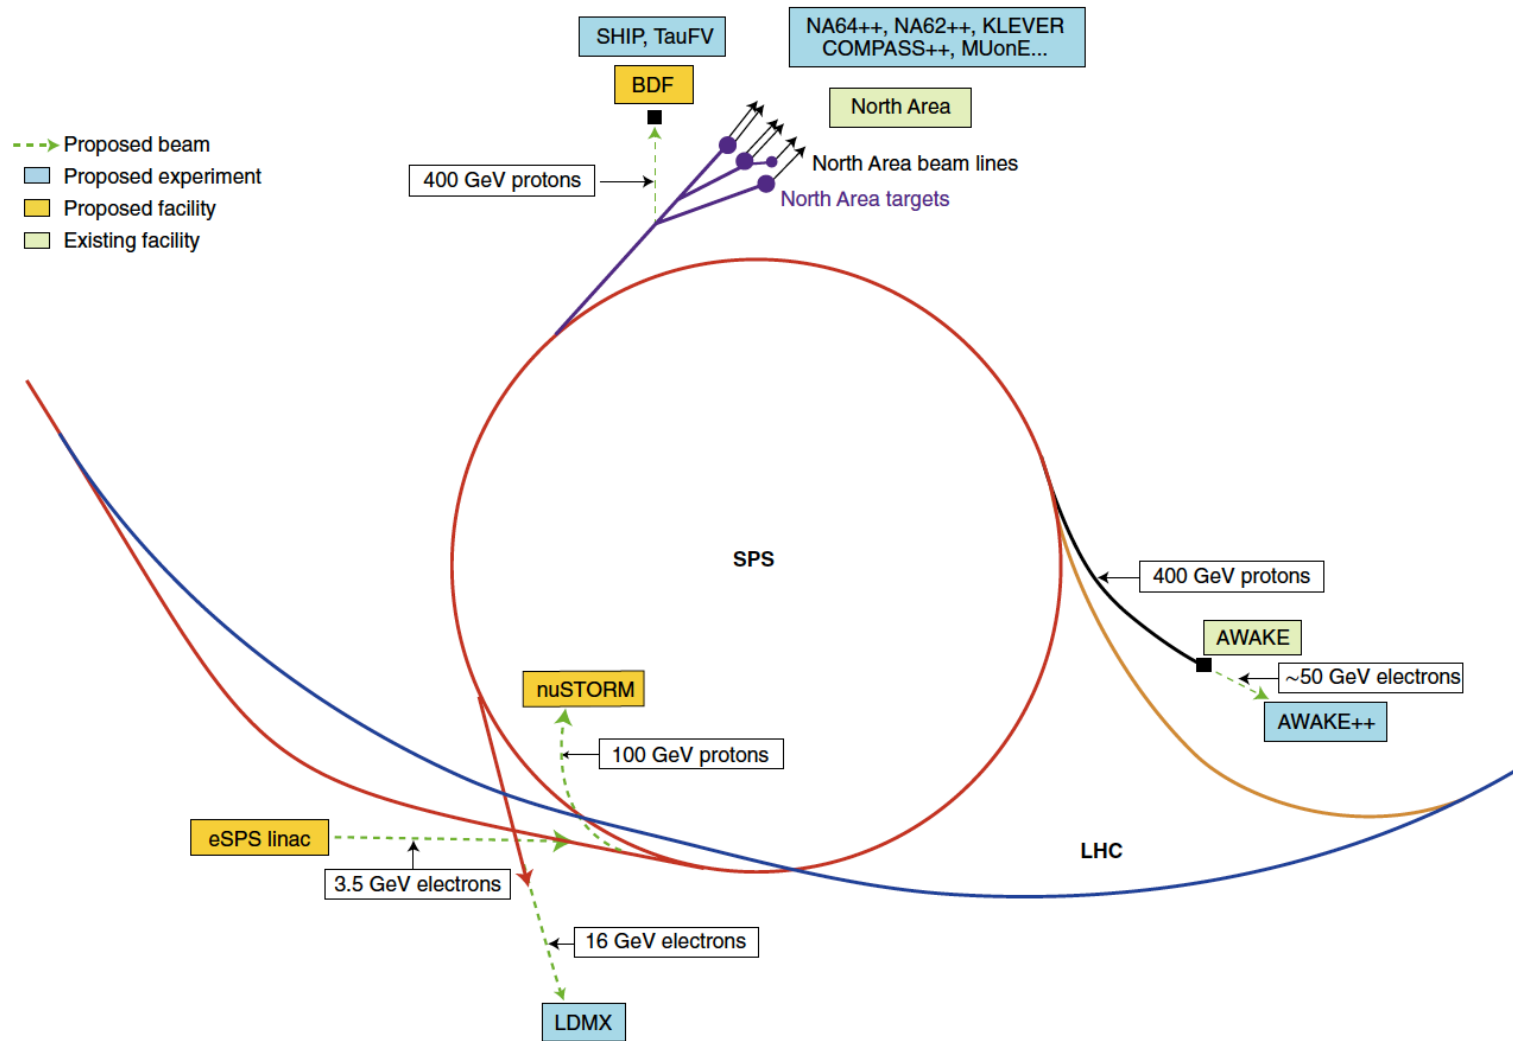 SHIP, TauFV
NA64++, NA62++, KLEVER
COMPASS++, MUonE...
BDF
North Area
Proposed beam
Proposed experiment
Proposed facility
Existing facility
400 GeV protons
North Area beam lines
North Area targets
SPS
400 GeV protons
AWAKE
~50 GeV electrons
AWAKE++
nuSTORM
100 GeV protons
eSPS linac
LHC
3.5 GeV electrons
16 GeV electrons
LDMX